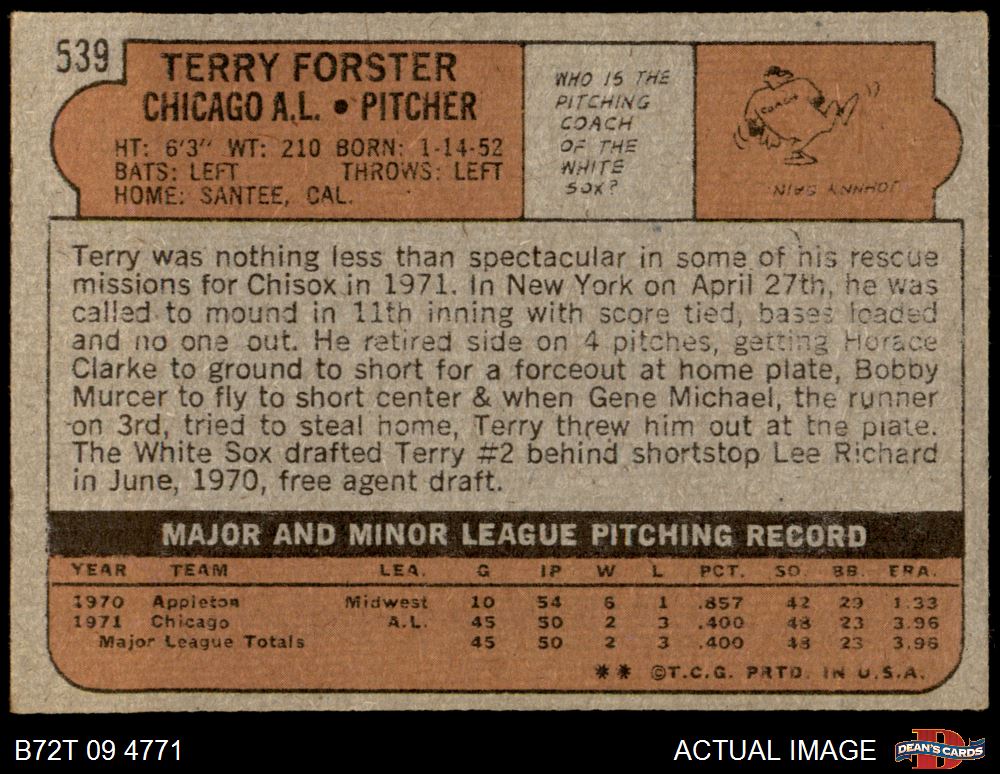 539
TERRY FORSTER
CHICAGO A.L. • PITCHER
HT: 6'3" WT: 210 BORN: 1-14-52
BATS: LEFT THROWS: LEFT
HOME: SANTEE, CAL.
WHO IS THE
PITCHING
COACH
OF THE
WHITE
SOX?
COACH
JOHNNY SAIN
Terry was nothing less than spectacular in some of his rescue
missions for Chisox in 1971. In New York on April 27th, he was
called to mound in 11th inning with score tied, bases loaded
and no one out. He retired side on 4 pitches, getting Horace
Clarke to ground to short for a forceout at home plate, Bobby
Murcer to fly to short center & when Gene Michael, the runner
on 3rd, tried to steal home, Terry threw him out at the plate.
The White Sox drafted Terry #2 behind shortstop Lee Richard
in June, 1970, free agent draft.
MAJOR AND MINOR LEAGUE PITCHING RECORD
YEAR TEAM LEA. G IP W L PCT. SO. BB. ERA.
1970 Appleton Midwest 10 54 6 1 .857 42 29 1.33
1971 Chicago A.L. 45 50 2 3 .400 48 23 3.96
Major League Totals 45 50 2 3 .400 48 23 3.96
** ©T.C.G. PRTD. IN U.S.A.
B72T 09 4771
ACTUAL IMAGE
D
DEAN'S CARDS